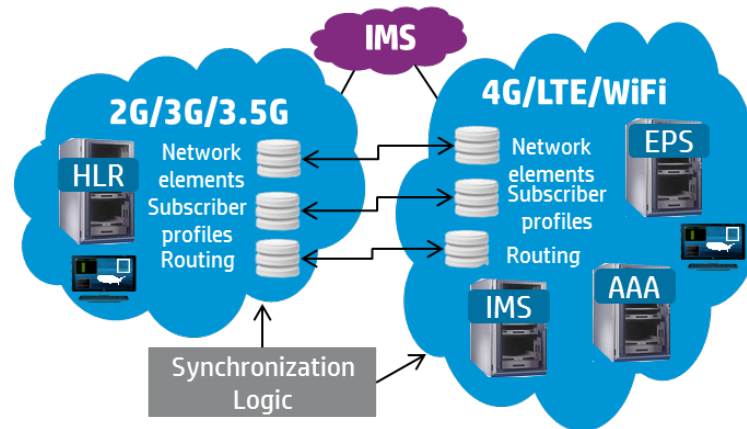 IMS
2G/3G/3.5G
HLR
Network
elements
Subscriber
profiles
Routing
4G/LTE/WiFi
Network
elements
Subscriber
profiles
Routing
EPS
IMS
AAA
Synchronization
Logic